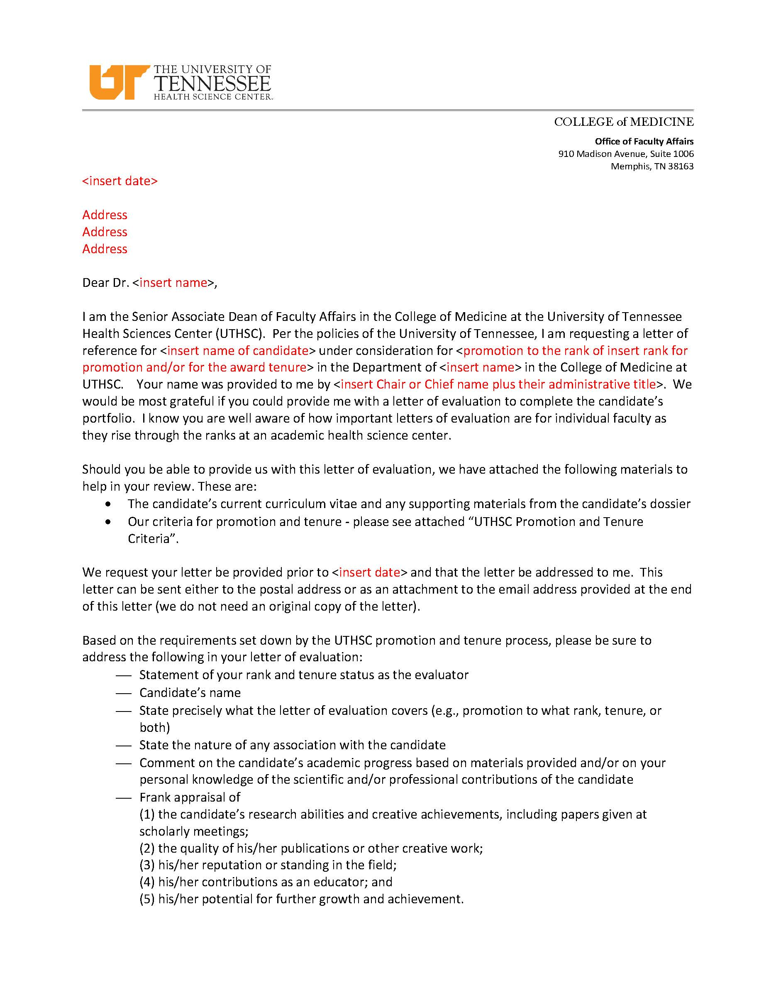 UT THE UNIVERSITY OF
TENNESSEE
HEALTH SCIENCE CENTER.
COLLEGE of MEDICINE
Office of Faculty Affairs
910 Madison Avenue, Suite 1006
Memphis, TN 38163
<insert date>
Address
Address
Address
Dear Dr. <insert name>,
I am the Senior Associate Dean of Faculty Affairs in the College of Medicine at the University of Tennessee
Health Sciences Center (UTHSC).  Per the policies of the University of Tennessee, I am requesting a letter of
reference for <insert name of candidate> under consideration for <promotion to the rank of insert rank for
promotion and/or for the award tenure> in the Department of <insert name> in the College of Medicine at
UTHSC.    Your name was provided to me by <insert Chair or Chief name plus their administrative title>.  We
would be most grateful if you could provide me with a letter of evaluation to complete the candidate’s
portfolio.  I know you are well aware of how important letters of evaluation are for individual faculty as
they rise through the ranks at an academic health science center.
Should you be able to provide us with this letter of evaluation, we have attached the following materials to
help in your review. These are:
• The candidate’s current curriculum vitae and any supporting materials from the candidate’s dossier
• Our criteria for promotion and tenure - please see attached “UTHSC Promotion and Tenure
Criteria”.
We request your letter be provided prior to <insert date> and that the letter be addressed to me.  This
letter can be sent either to the postal address or as an attachment to the email address provided at the end
of this letter (we do not need an original copy of the letter).
Based on the requirements set down by the UTHSC promotion and tenure process, please be sure to
address the following in your letter of evaluation:
— Statement of your rank and tenure status as the evaluator
— Candidate’s name
— State precisely what the letter of evaluation covers (e.g., promotion to what rank, tenure, or
both)
— State the nature of any association with the candidate
— Comment on the candidate’s academic progress based on materials provided and/or on your
personal knowledge of the scientific and/or professional contributions of the candidate
— Frank appraisal of
(1) the candidate’s research abilities and creative achievements, including papers given at
scholarly meetings;
(2) the quality of his/her publications or other creative work;
(3) his/her reputation or standing in the field;
(4) his/her contributions as an educator; and
(5) his/her potential for further growth and achievement.